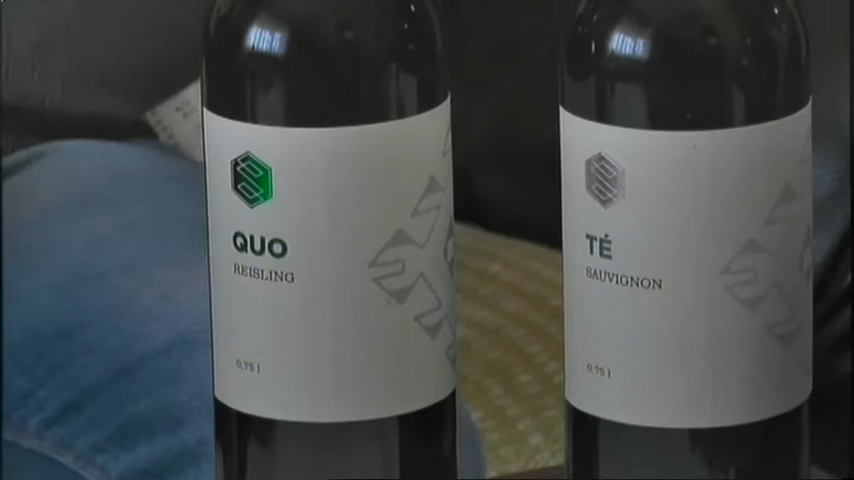 QUO
REISLING
0,75 l
TÉ
SAUVIGNON
0,75 l